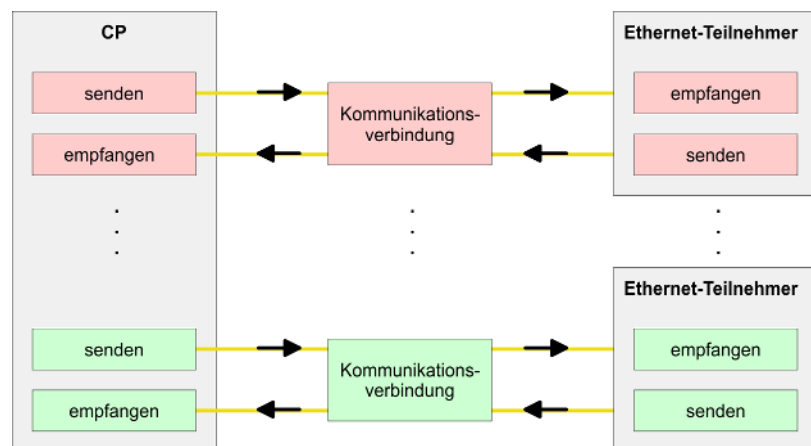 CP
Ethernet-Teilnehmer
senden
Kommunikations-
verbindung
empfangen
empfangen
senden
Ethernet-Teilnehmer
senden
Kommunikations-
verbindung
empfangen
empfangen
senden